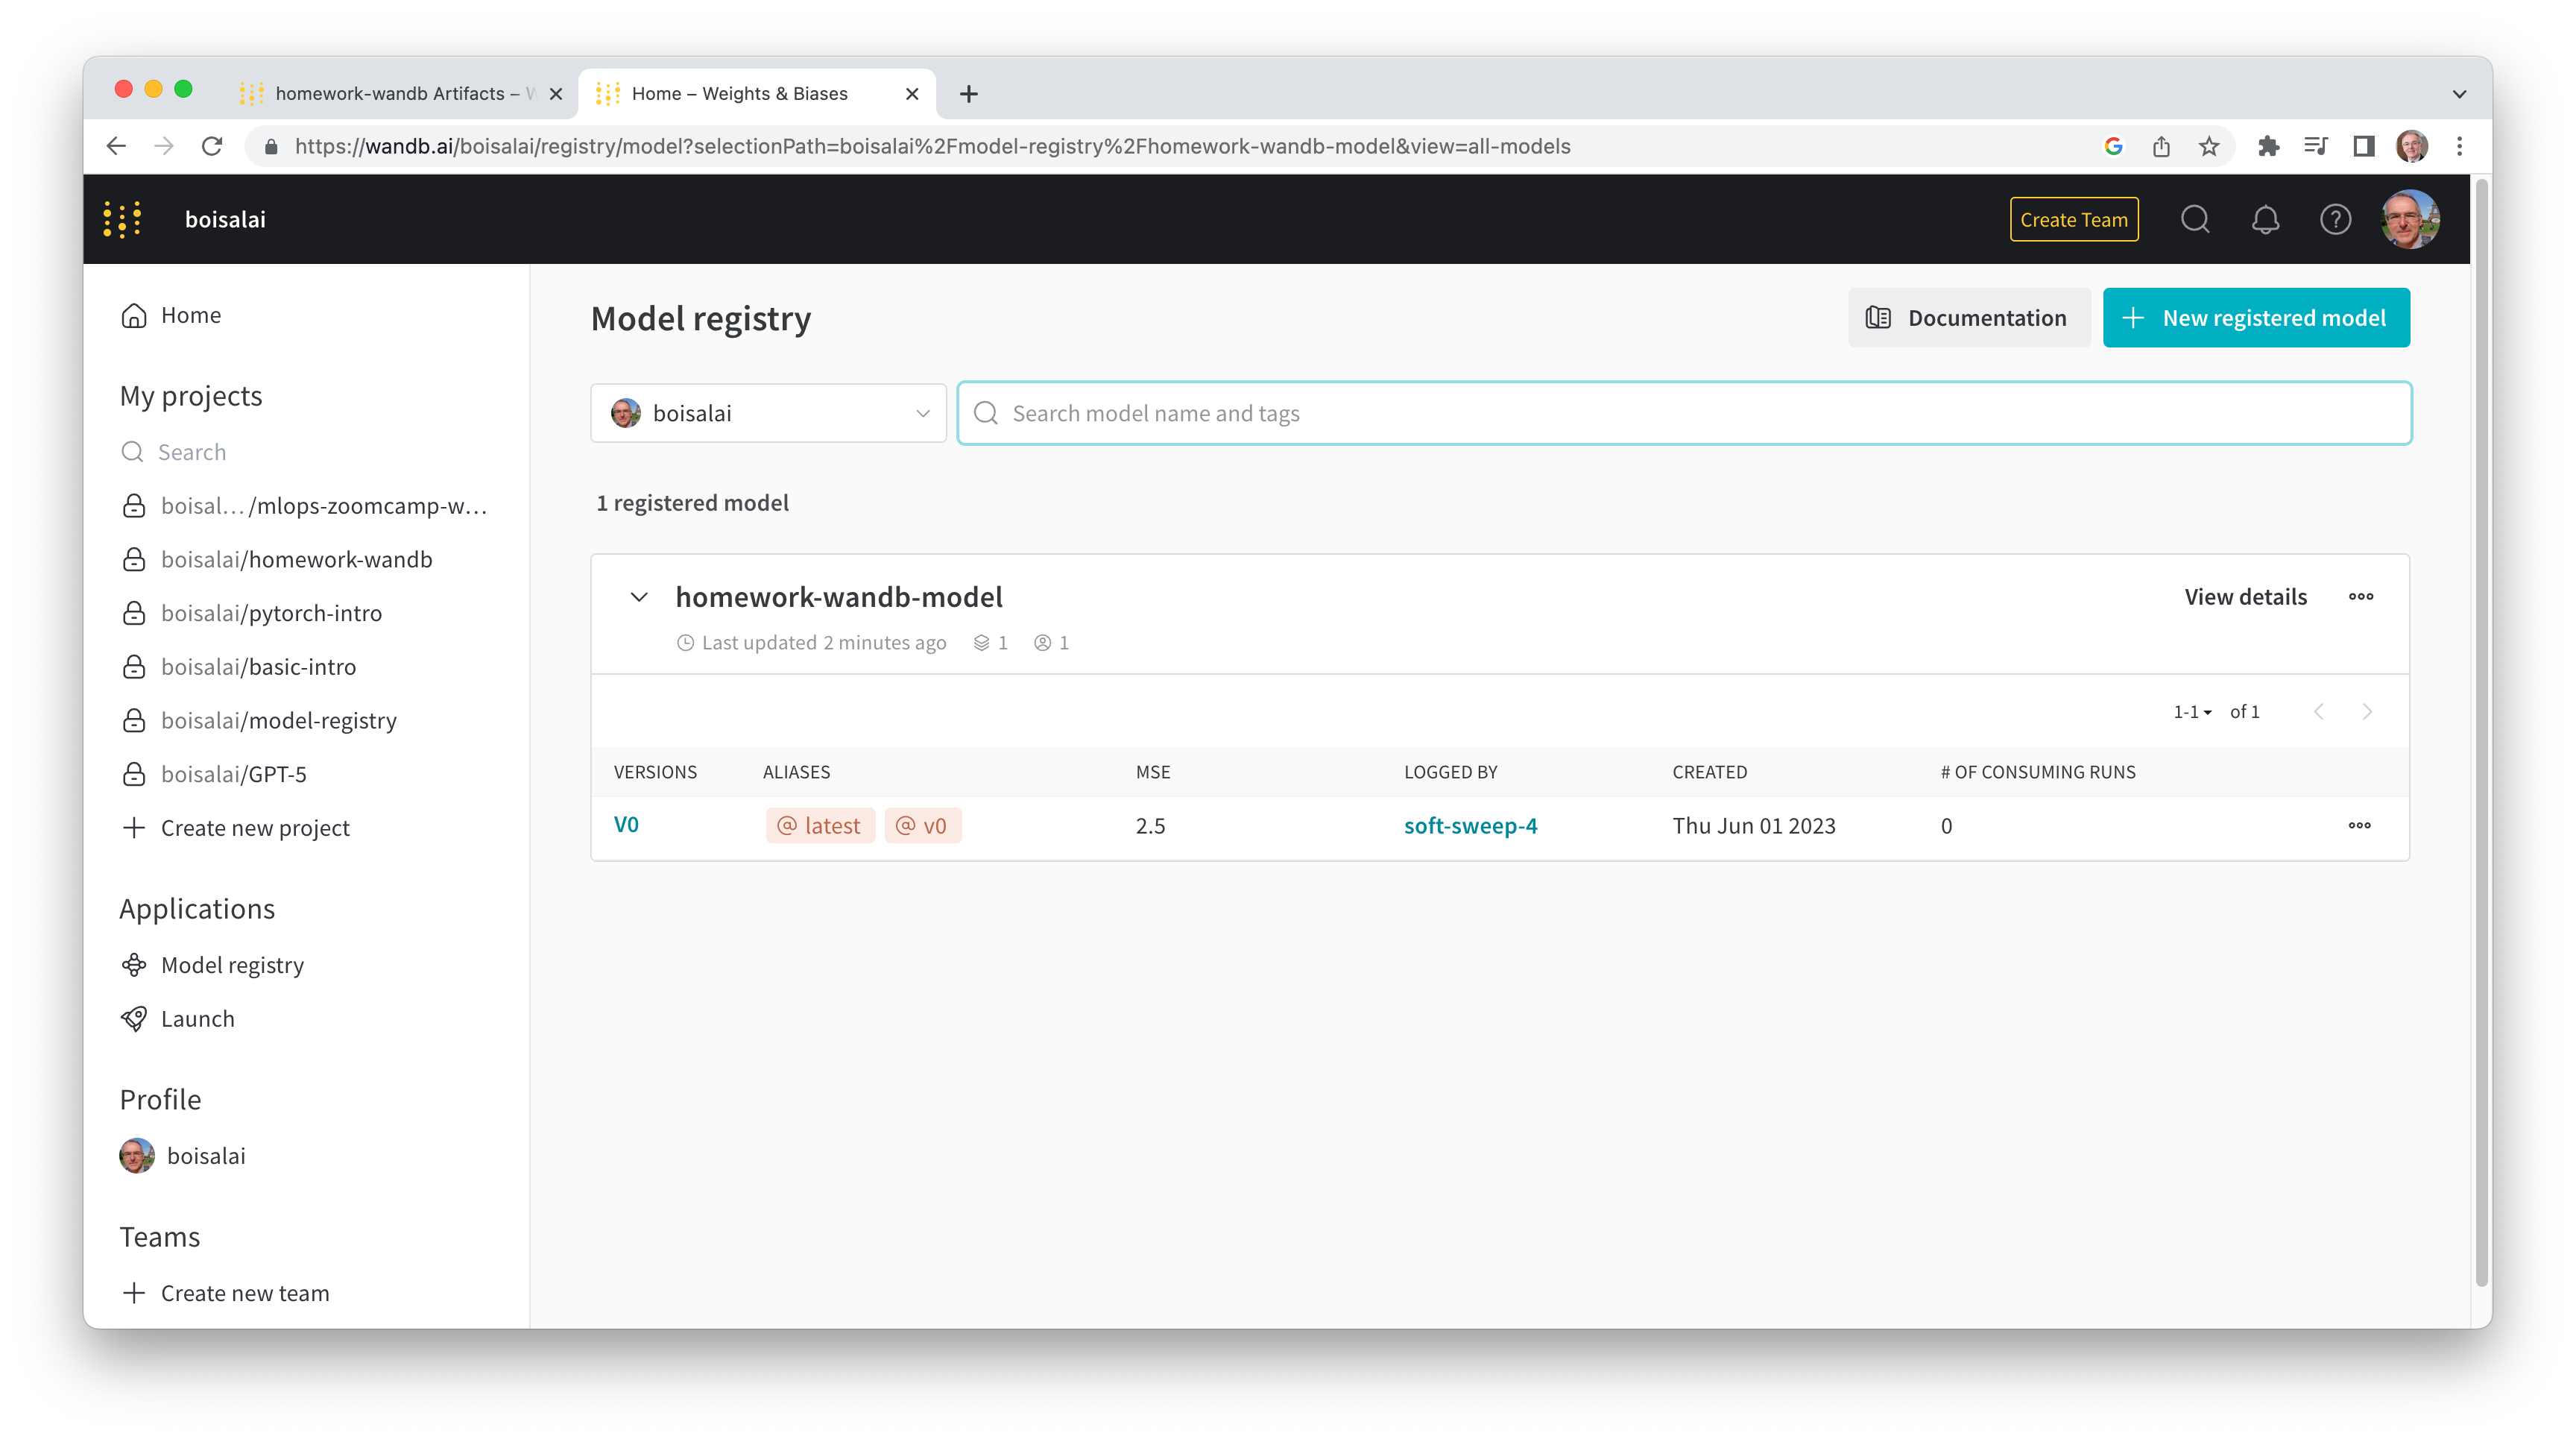 homework-wandb Artifacts – W
Home – Weights & Biases
https://wandb.ai/boisalai/registry/model?selectionPath=boisalai%2Fmodel-registry%2Fhomework-wandb-model&view=all-models
boisalai
Create Team
Home
My projects
Search
boisal... /mlops-zoomcamp-w...
boisalai/homework-wandb
boisalai/pytorch-intro
boisalai/basic-intro
boisalai/model-registry
boisalai/GPT-5
Create new project
Applications
Model registry
Launch
Profile
boisalai
Teams
Create new team
Model registry
Documentation
New registered model
boisalai
Search model name and tags
1 registered model
homework-wandb-model
View details
Last updated 2 minutes ago 1 1
1-1 of 1
VERSIONS ALIASES MSE LOGGED BY CREATED # OF CONSUMING RUNS
V0 @ latest @ v0 2.5 soft-sweep-4 Thu Jun 01 2023 0